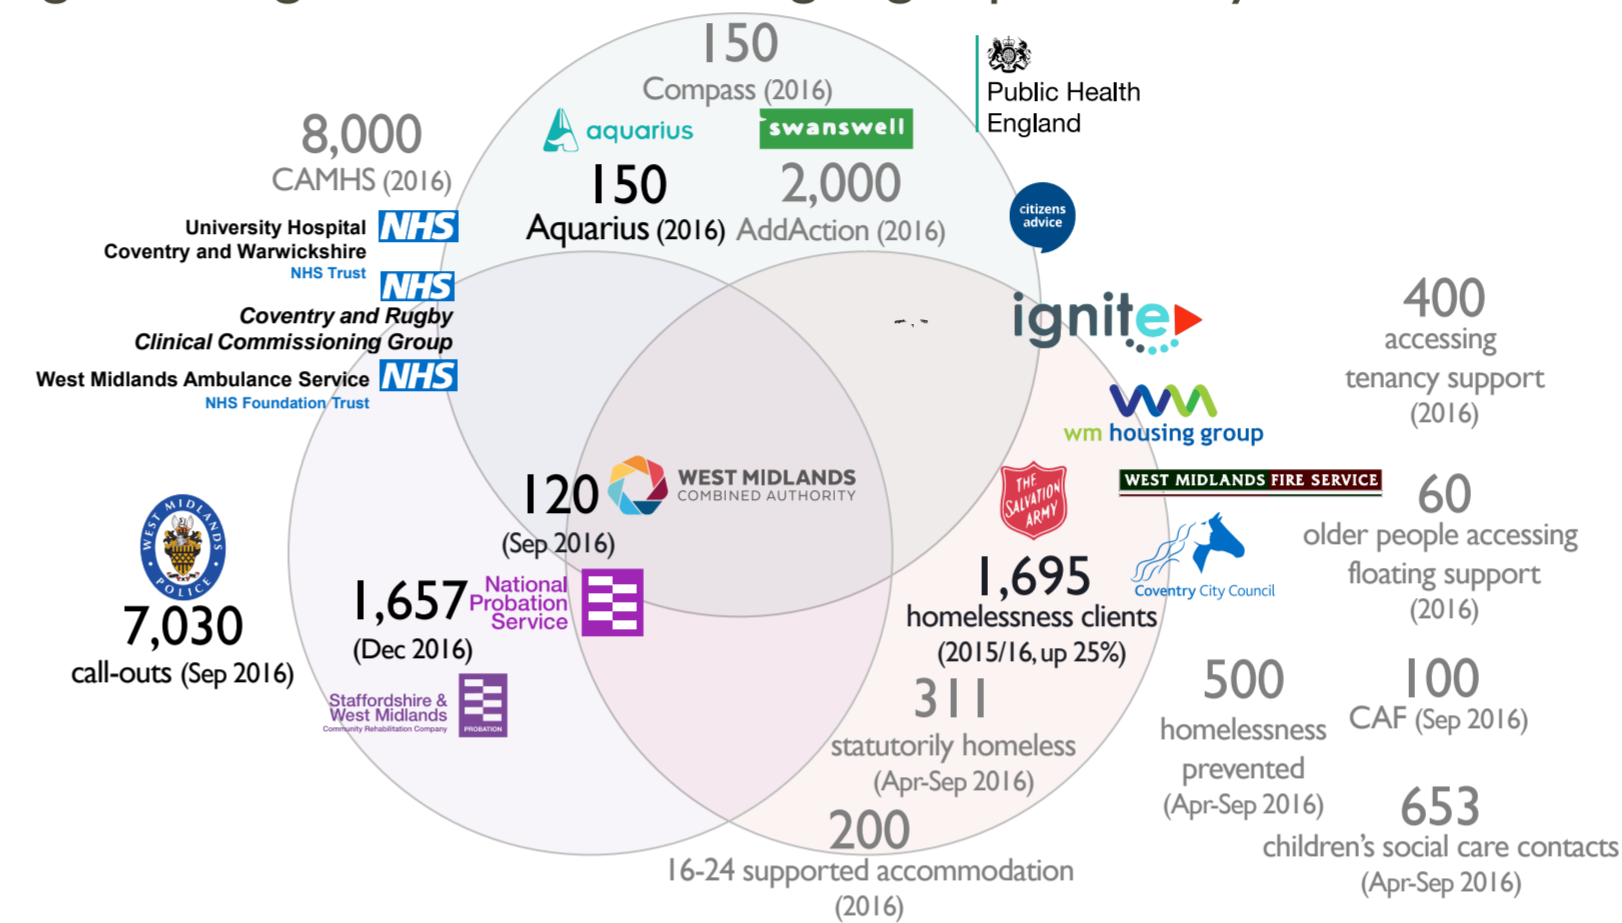 150
Compass (2016)
Public Health
England
8,000
CAMHS (2016)
aquarius
swanswell
150
Aquarius (2016)
2,000
AddAction (2016)
citizens
advice
University Hospital NHS
Coventry and Warwickshire
NHS Trust
NHS
Coventry and Rugby
Clinical Commissioning Group
West Midlands Ambulance Service NHS
NHS Foundation Trust
ignite
400
accessing
tenancy support
(2016)
wm housing group
120
(Sep 2016)
WEST MIDLANDS
COMBINED AUTHORITY
THE
SALVATION
ARMY
WEST MIDLANDS FIRE SERVICE
60
older people accessing
floating support
(2016)
WEST MIDLANDS
POLICE
7,030
call-outs (Sep 2016)
1,657
(Dec 2016)
National
Probation
Service
1,695
homelessness clients
(2015/16, up 25%)
Coventry City Council
Staffordshire &
West Midlands
Community Rehabilitation Company
PROBATION
311
statutorily homeless
(Apr-Sep 2016)
500
homelessness
prevented
(Apr-Sep 2016)
100
CAF (Sep 2016)
200
16-24 supported accommodation
(2016)
653
children's social care contacts
(Apr-Sep 2016)